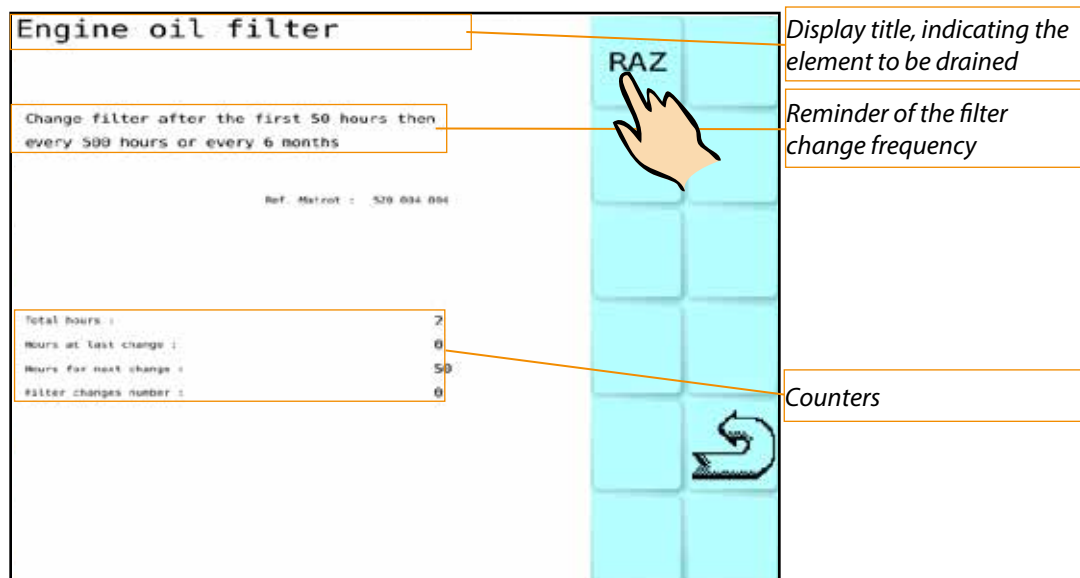 Engine oil filter
RAZ
Change filter after the first 50 hours then
every 500 hours or every 6 months
Ref. Matrot : 520 004 004
Total hours : 2
Hours at last change : 0
Hours for next change : 50
Filter changes number : 0
Display title, indicating the
element to be drained
Reminder of the filter
change frequency
Counters